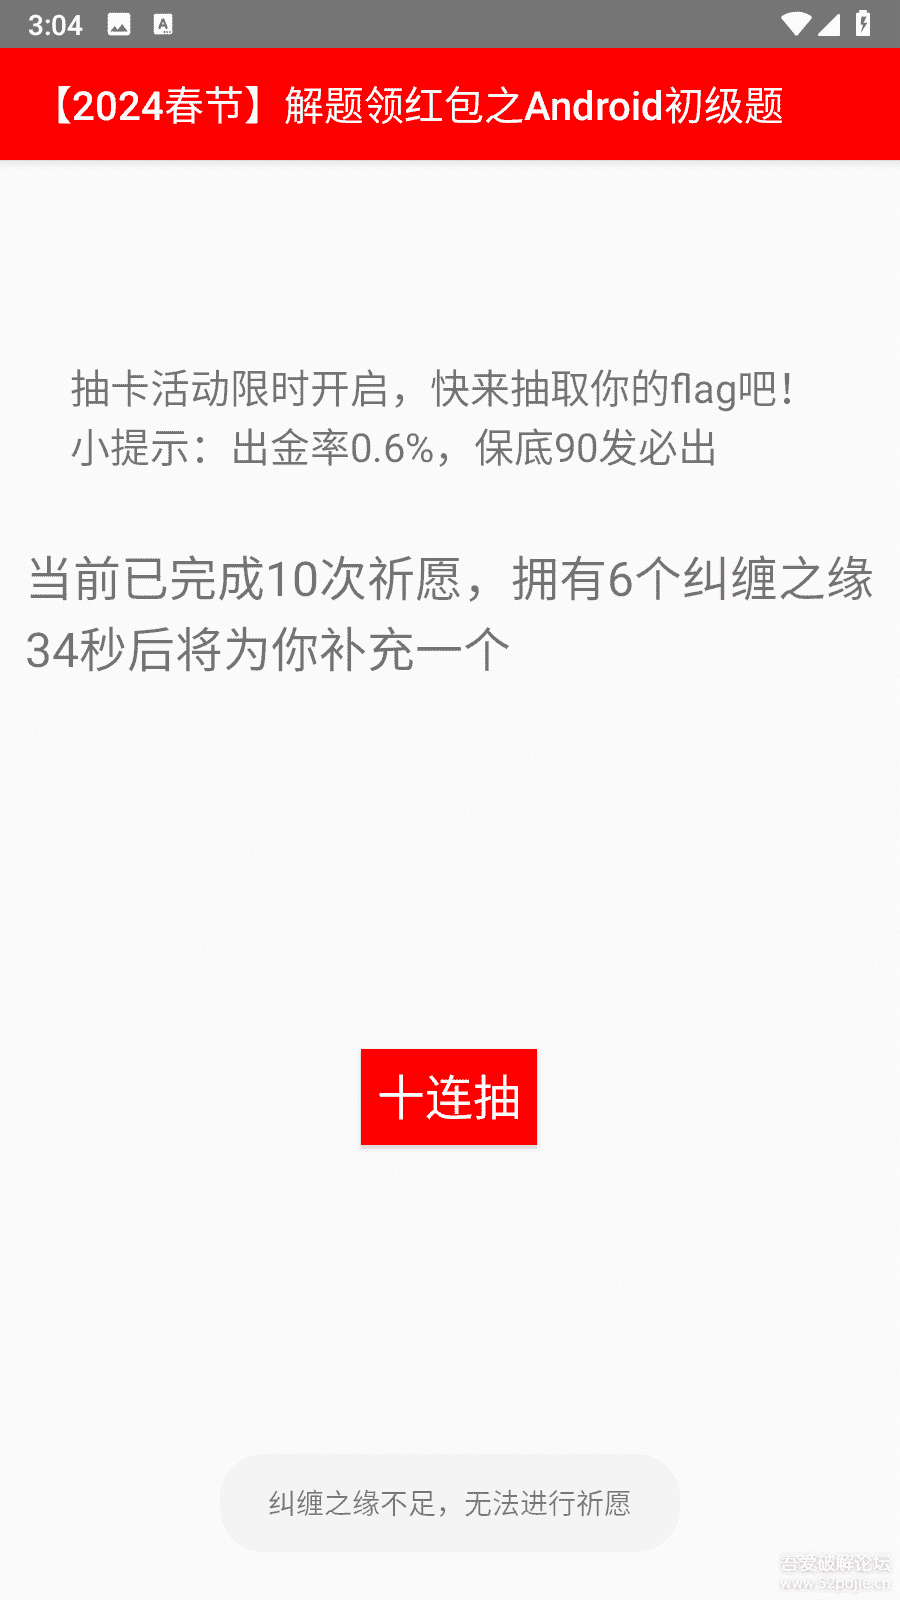 3:04
【2024春节】解题领红包之Android初级题
抽卡活动限时开启，快来抽取你的flag吧！
小提示：出金率0.6%，保底90发必出
当前已完成10次祈愿，拥有6个纠缠之缘
34秒后将为你补充一个
十连抽
纠缠之缘不足，无法进行祈愿
吾爱破解论坛
www.52pojie.cn